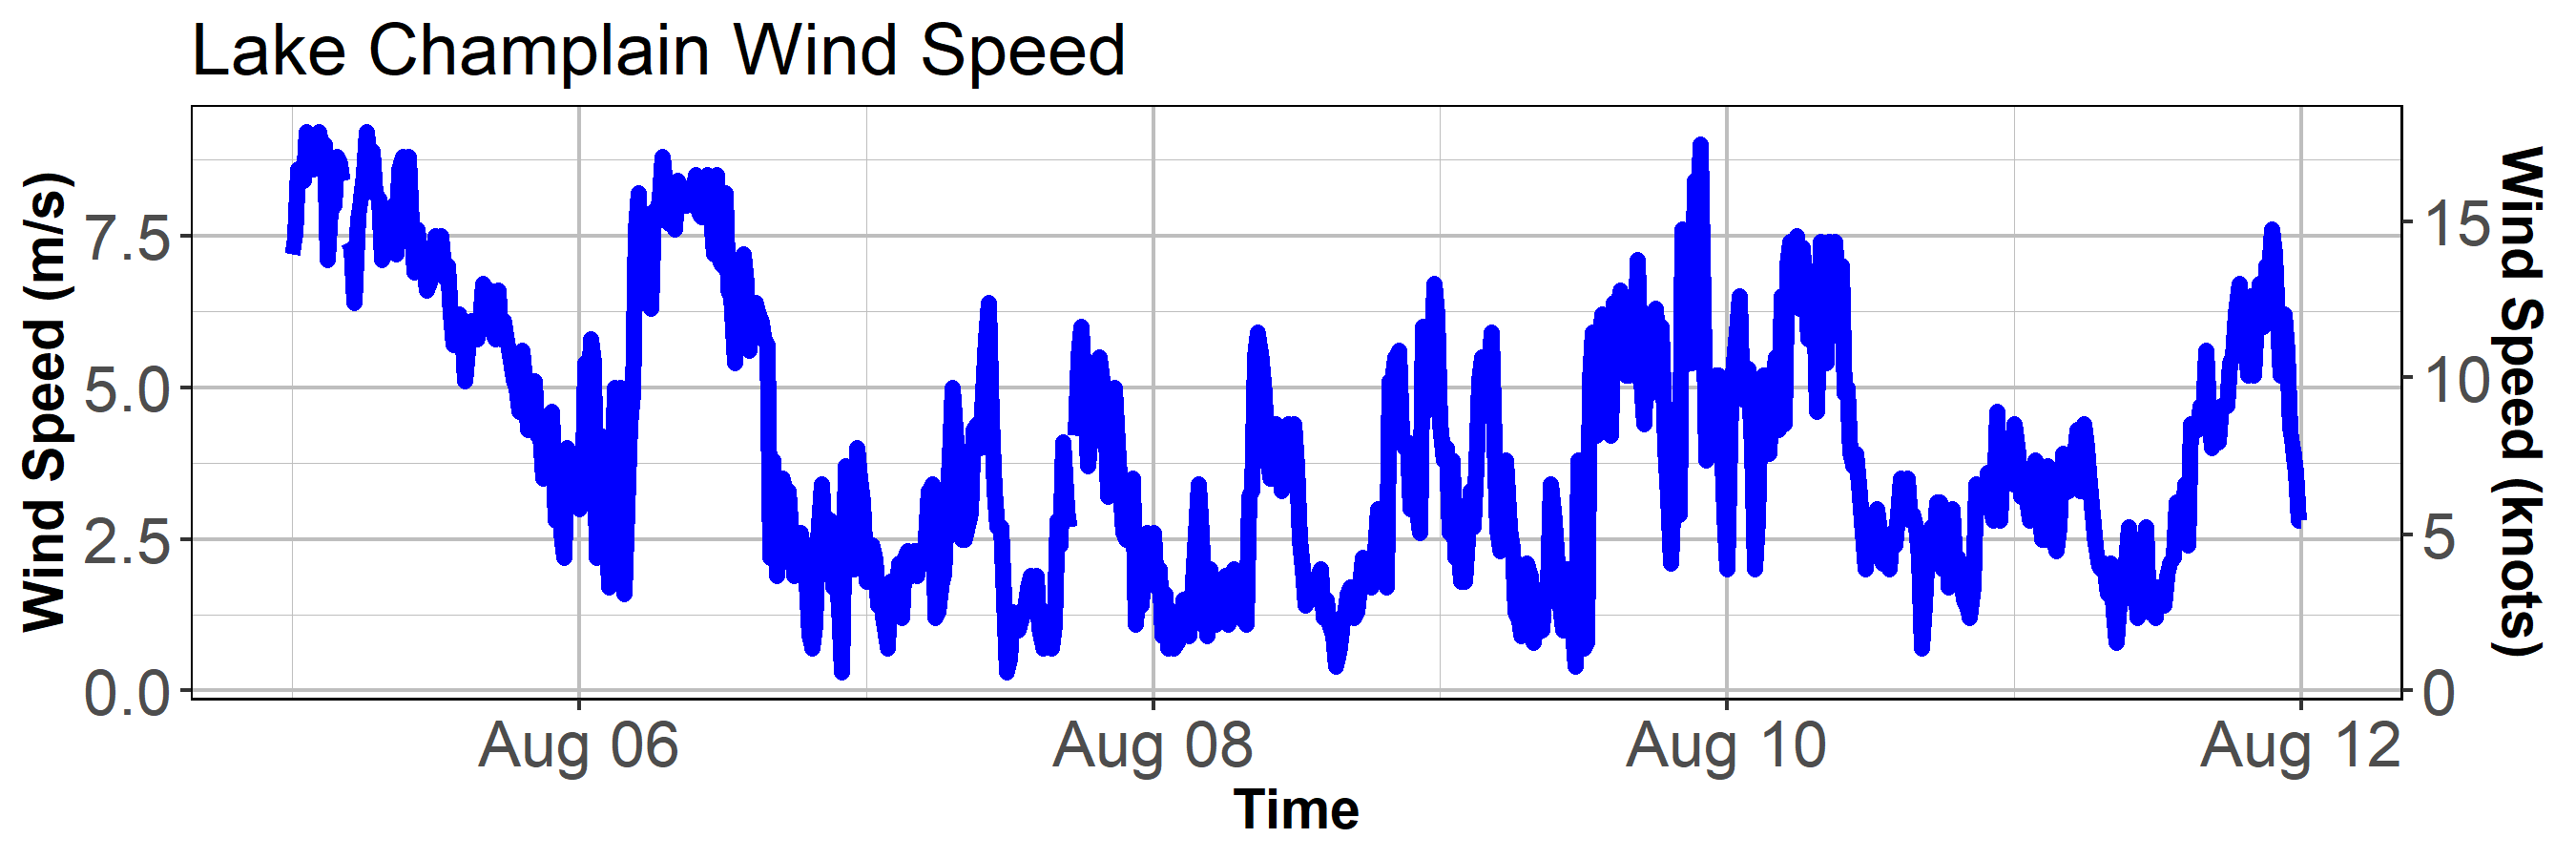 Lake Champlain Wind Speed
Wind Speed (m/s)
7.5
5.0
2.5
0.0
15
10
5
0
Wind Speed (knots)
Aug 06
Aug 08
Aug 10
Aug 12
Time